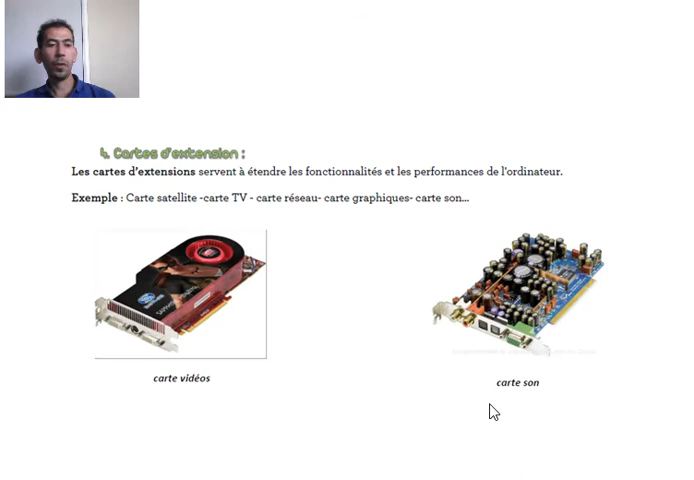 4. Cartes d'extension :
Les cartes d'extensions servent à étendre les fonctionnalités et les performances de l'ordinateur.
Exemple : Carte satellite -carte TV - carte réseau- carte graphiques- carte son...
carte vidéos
carte son